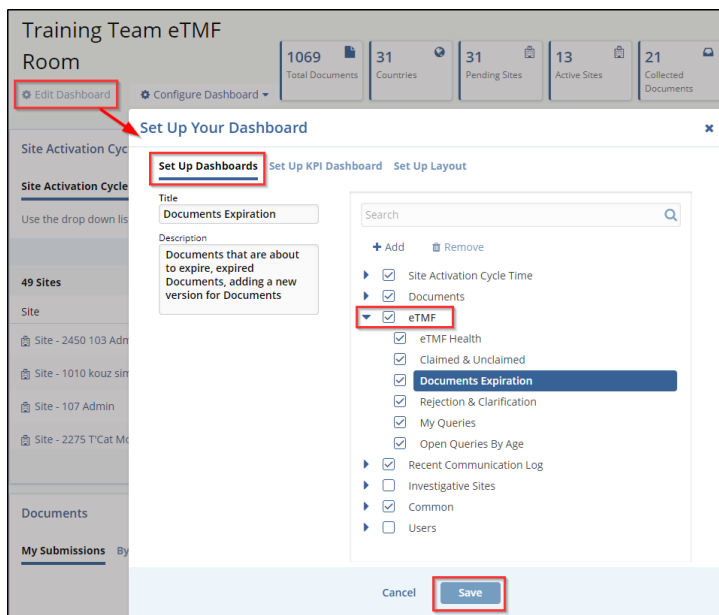 Training Team eTMF
Room
1069
Total Documents
31
Countries
31
Pending Sites
13
Active Sites
21
Collected
Documents
Edit Dashboard
Configure Dashboard
Set Up Your Dashboard
Site Activation Cyc
Set Up Dashboards
Set Up KPI Dashboard
Set Up Layout
Site Activation Cycle
Use the drop down lis
Title
Documents Expiration
Description
Documents that are about
to expire, expired
Documents, adding a new
version for Documents
Search
+ Add
Remove
Site Activation Cycle Time
Documents
eTMF
eTMF Health
Claimed & Unclaimed
Documents Expiration
Rejection & Clarification
My Queries
Open Queries By Age
Recent Communication Log
Investigative Sites
Common
Users
49 Sites
Site
Site - 2450 103 Adm
Site - 1010 kouz sim
Site - 107 Admin
Site - 2275 T'Cat Mo
Documents
My Submissions
By
Cancel
Save